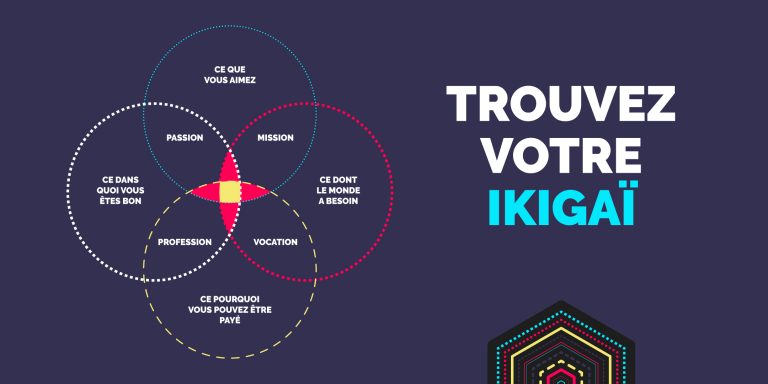 CE QUE
VOUS AIMEZ
PASSION
MISSION
CE DANS
QUOI VOUS
ÊTES BON
CE DONT
LE MONDE
A BESOIN
PROFESSION
VOCATION
CE POURQUOI
VOUS POUVEZ ÊTRE
PAYÉ
TROUVEZ
VOTRE
IKIGAÏ